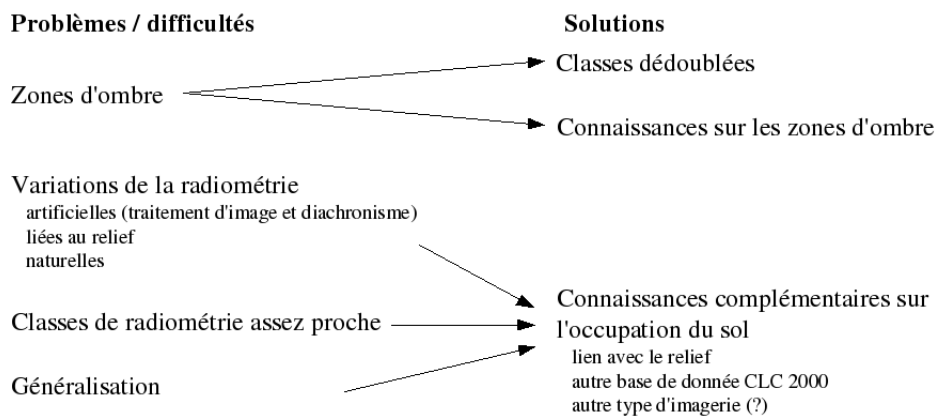 Problèmes / difficultés
Zones d'ombre
Variations de la radiométrie
artificielles (traitement d'image et diachronisme)
liées au relief
naturelles
Classes de radiométrie assez proche
Généralisation
Solutions
Classes dédoublées
Connaissances sur les zones d'ombre
Connaissances complémentaires sur
l'occupation du sol
lien avec le relief
autre base de donnée CLC 2000
autre type d'imagerie (?)